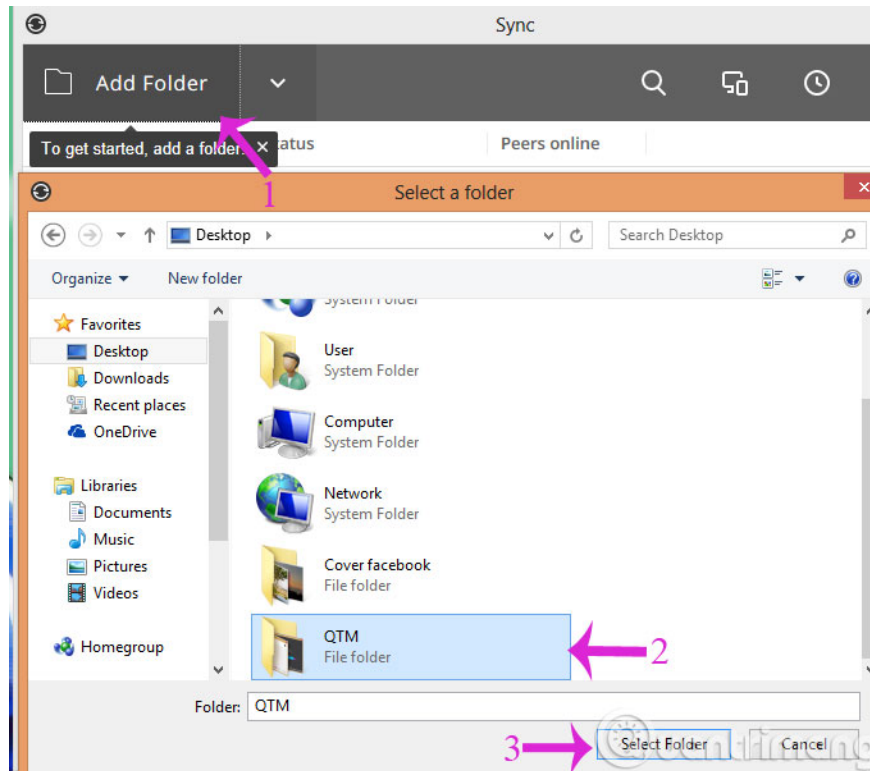 Sync
Add Folder
To get started, add a folder.
atus
Peers online
1
Select a folder
Desktop
Search Desktop
Organize
New folder
System Folder
Favorites
Desktop
Downloads
Recent places
OneDrive
Libraries
Documents
Music
Pictures
Videos
Homegroup
User
System Folder
Computer
System Folder
Network
System Folder
Cover facebook
File folder
QTM
File folder
2
Folder: QTM
3
Select Folder
Cancel